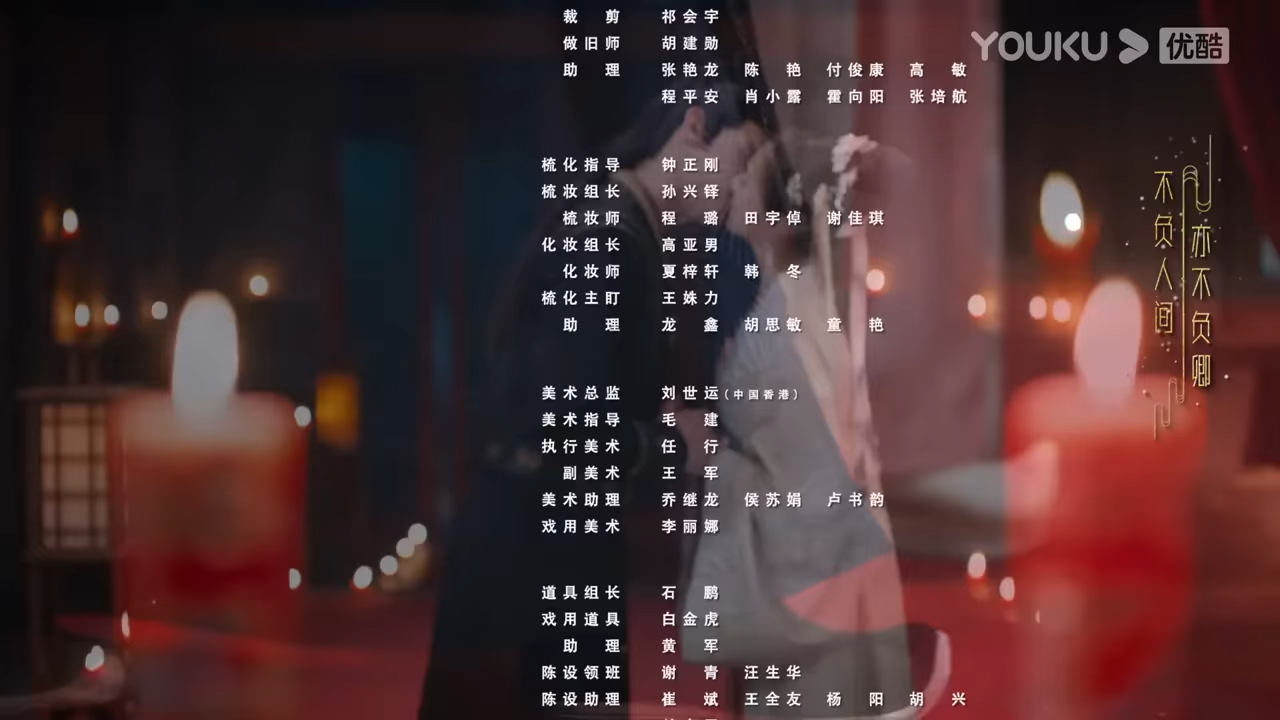 裁剪 祁会宇
做旧师 胡建勋
助理 张艳龙 陈艳 付俊康 高敏
程平安 肖小露 霍向阳 张培航
梳化指导 钟正刚
梳妆组长 孙兴铎
梳妆师 程璐 田宇倬 谢佳琪
化妆组长 高亚男
化妆师 夏梓轩 韩冬
梳化主盯 王姝力
助理 龙鑫 胡思敏 童艳
美术总监 刘世运(中国香港)
美术指导 毛建
执行美术 任行
副美术 王军
美术助理 乔继龙 侯苏娟 卢书韵
戏用美术 李丽娜
道具组长 石鹏
戏用道具 白金虎
助理 黄军
陈设领班 谢青 汪生华
陈设助理 崔斌 王全友 杨阳 胡兴
YOUKU 优酷
不负人间
亦不负卿